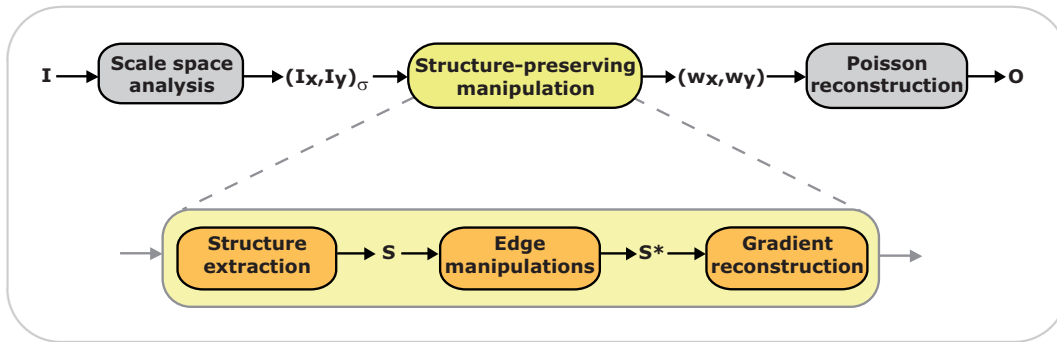 I
Scale space
analysis
(Ix,Iy)σ
Structure-preserving
manipulation
(wx,wy)
Poisson
reconstruction
O
Structure
extraction
S
Edge
manipulations
S*
Gradient
reconstruction